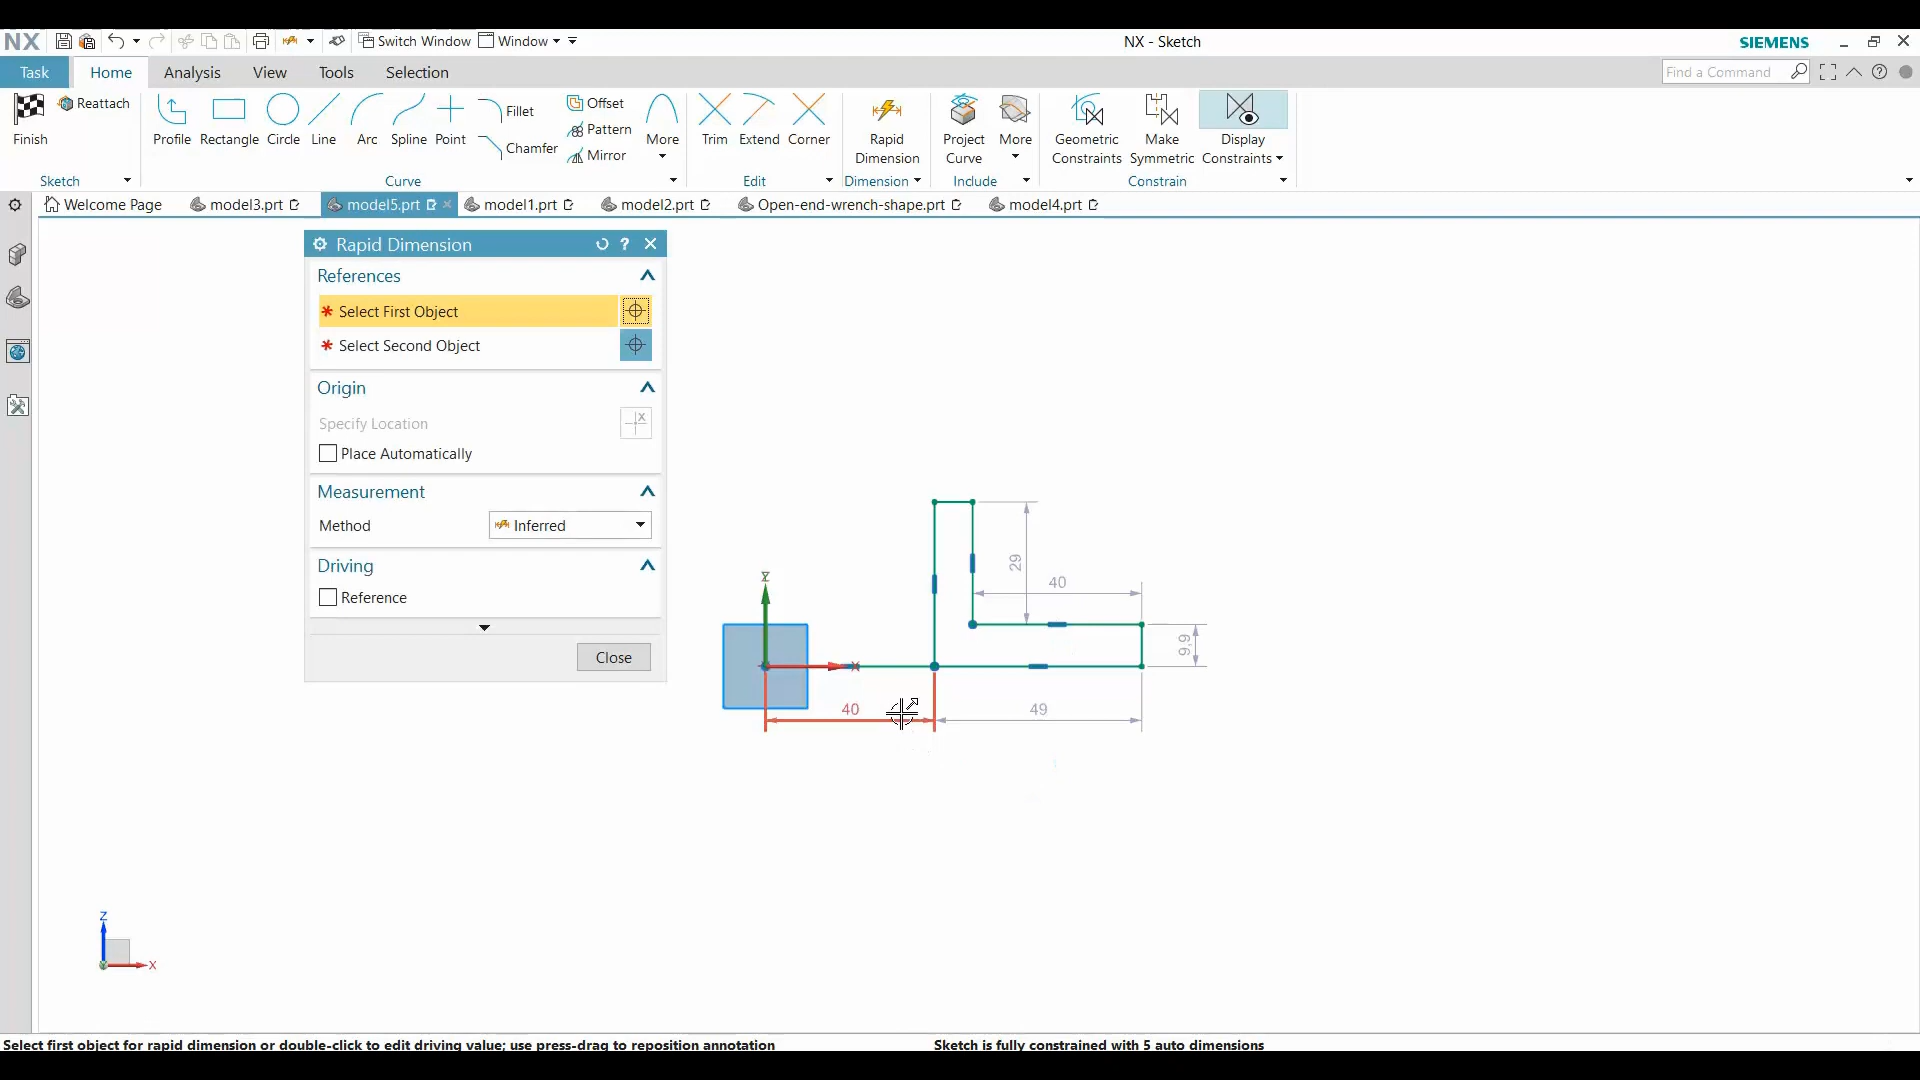 NX Switch Window Window NX - Sketch SIEMENS
Task Home Analysis View Tools Selection Find a Command
Finish Reattach Profile Rectangle Circle Line Arc Spline Point Fillet Chamfer Offset Pattern Mirror More Trim Extend Corner Rapid Dimension Project Curve More Geometric Constraints Make Symmetric Display Constraints
Sketch Curve Edit Dimension Include Constrain
Welcome Page model3.prt model5.prt model1.prt model2.prt Open-end-wrench-shape.prt model4.prt
Rapid Dimension
References
* Select First Object
* Select Second Object
Origin
Specify Location
Place Automatically
Measurement
Method Inferred
Driving
Reference
Close
29
40
9,9
X
40
49
Z
X
Select first object for rapid dimension or double-click to edit driving value; use press-drag to reposition annotation Sketch is fully constrained with 5 auto dimensions